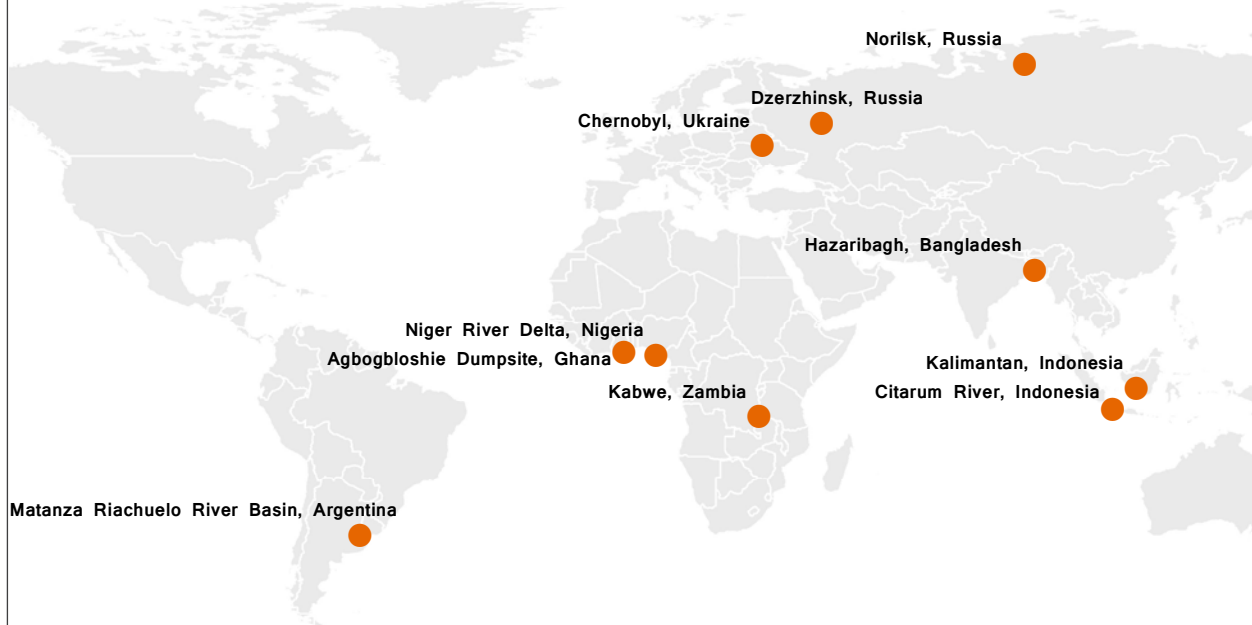 Norilsk, Russia
Dzerzhinsk, Russia
Chernobyl, Ukraine
Hazaribagh, Bangladesh
Niger River Delta, Nigeria
Agbogbloshie Dumpsite, Ghana
Kalimantan, Indonesia
Kabwe, Zambia
Citarum River, Indonesia
Matanza Riachuelo River Basin, Argentina